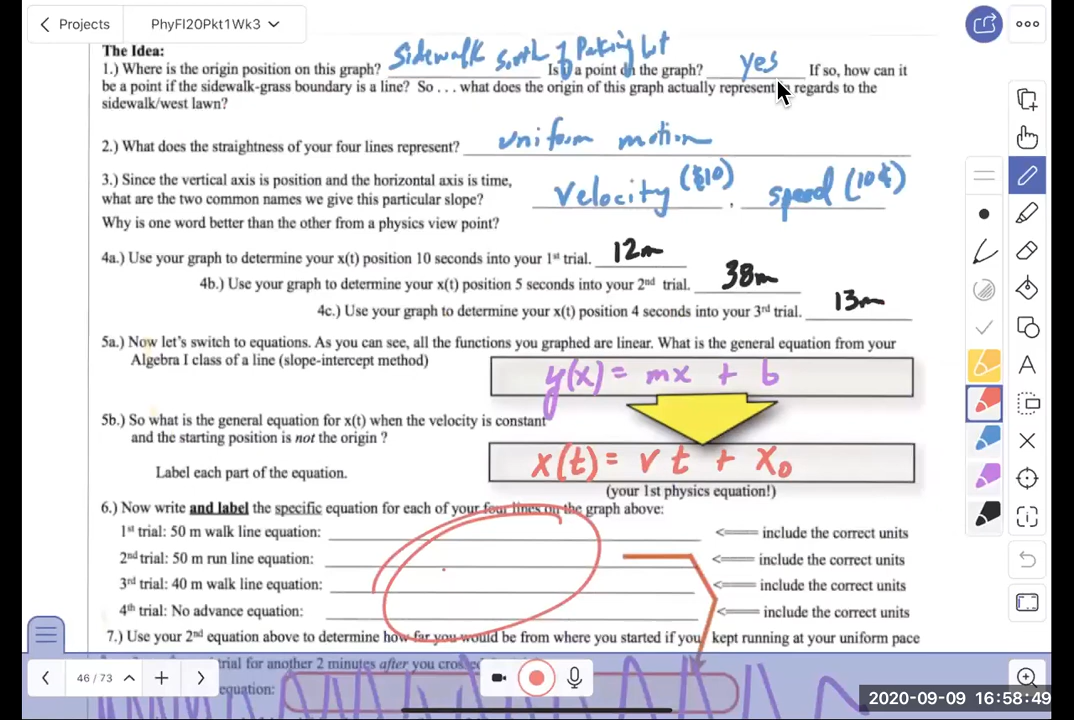 Projects PhyFl20Pkt1Wk3
The Idea:
Sidewalk south of Parking lot yes
1.) Where is the origin position on this graph? Is it a point on the graph? If so, how can it
be a point if the sidewalk-grass boundary is a line? So . . . what does the origin of this graph actually represent in regards to the
sidewalk/west lawn?
2.) What does the straightness of your four lines represent? uniform motion
3.) Since the vertical axis is position and the horizontal axis is time,
what are the two common names we give this particular slope? velocity ($10) , speed (10¢)
Why is one word better than the other from a physics view point?
4a.) Use your graph to determine your x(t) position 10 seconds into your 1st trial. 12m
4b.) Use your graph to determine your x(t) position 5 seconds into your 2nd trial. 38m
4c.) Use your graph to determine your x(t) position 4 seconds into your 3rd trial. 13m
5a.) Now let's switch to equations. As you can see, all the functions you graphed are linear. What is the general equation from your
Algebra I class of a line (slope-intercept method)
y(x) = mx + b
5b.) So what is the general equation for x(t) when the velocity is constant
and the starting position is not the origin ?
x(t) = v t + x₀
Label each part of the equation.
(your 1st physics equation!)
6.) Now write and label the specific equation for each of your four lines on the graph above:
1st trial: 50 m walk line equation: <== include the correct units
2nd trial: 50 m run line equation: <== include the correct units
3rd trial: 40 m walk line equation: <== include the correct units
4th trial: No advance equation: <== include the correct units
7.) Use your 2nd equation above to determine how far you would be from where you started if you kept running at your uniform pace
trial for another 2 minutes after you cros
46 / 73
equation:
2020-09-09 16:58:49